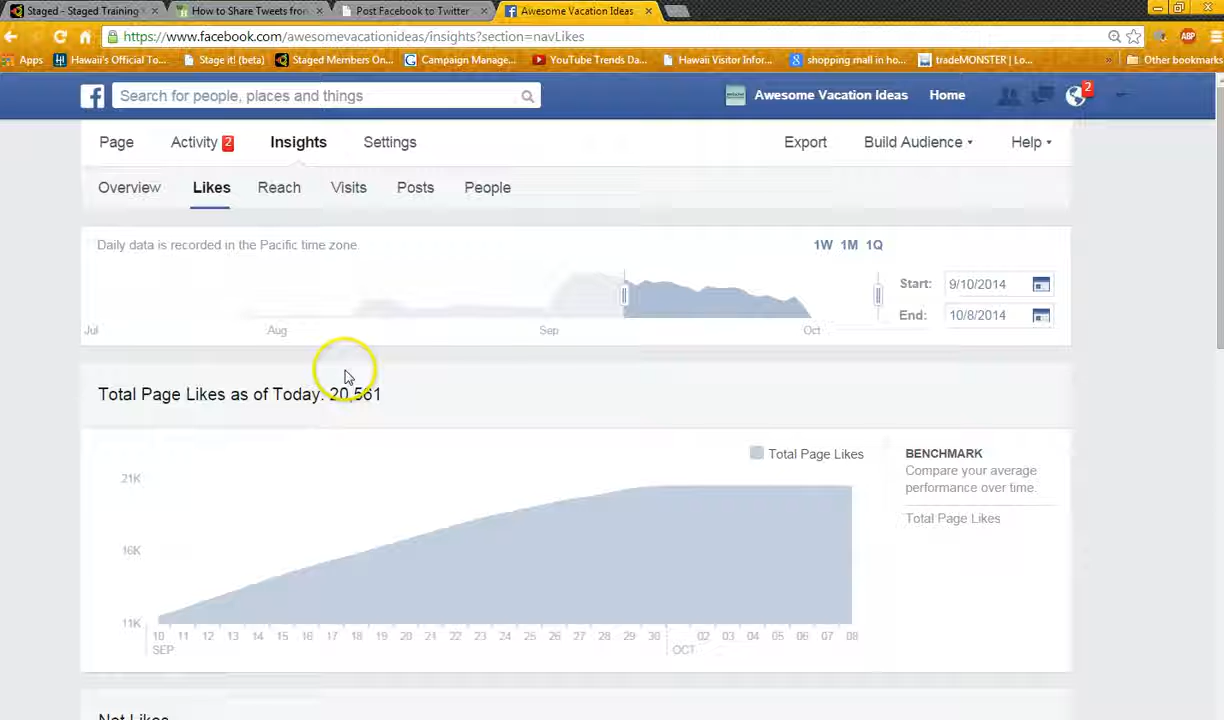 Staged - Staged Training
How to Share Tweets from
Post Facebook to Twitter
Awesome Vacation Ideas
https://www.facebook.com/awesomevacationideas/insights?section=navLikes
ABP
Apps
Hawaii's Official To...
Stage it! (beta)
Staged Members On...
Campaign Manage...
YouTube Trends Da...
Hawaii Visitor Infor...
shopping mall in ho...
tradeMONSTER | Lo...
»
Other bookmarks
Search for people, places and things
Awesome Vacation Ideas
Home
2
Page
Activity 2
Insights
Settings
Export
Build Audience
Help
Overview
Likes
Reach
Visits
Posts
People
Daily data is recorded in the Pacific time zone.
1W 1M 1Q
Start: 9/10/2014
End: 10/8/2014
Jul Aug Sep Oct
Total Page Likes as of Today: 20,561
Total Page Likes
BENCHMARK
Compare your average
performance over time.
Total Page Likes
21K
16K
11K
10 11 12 13 14 15 16 17 18 19 20 21 22 23 24 25 26 27 28 29 30 02 03 04 05 06 07 08
SEP OCT
Net Likes